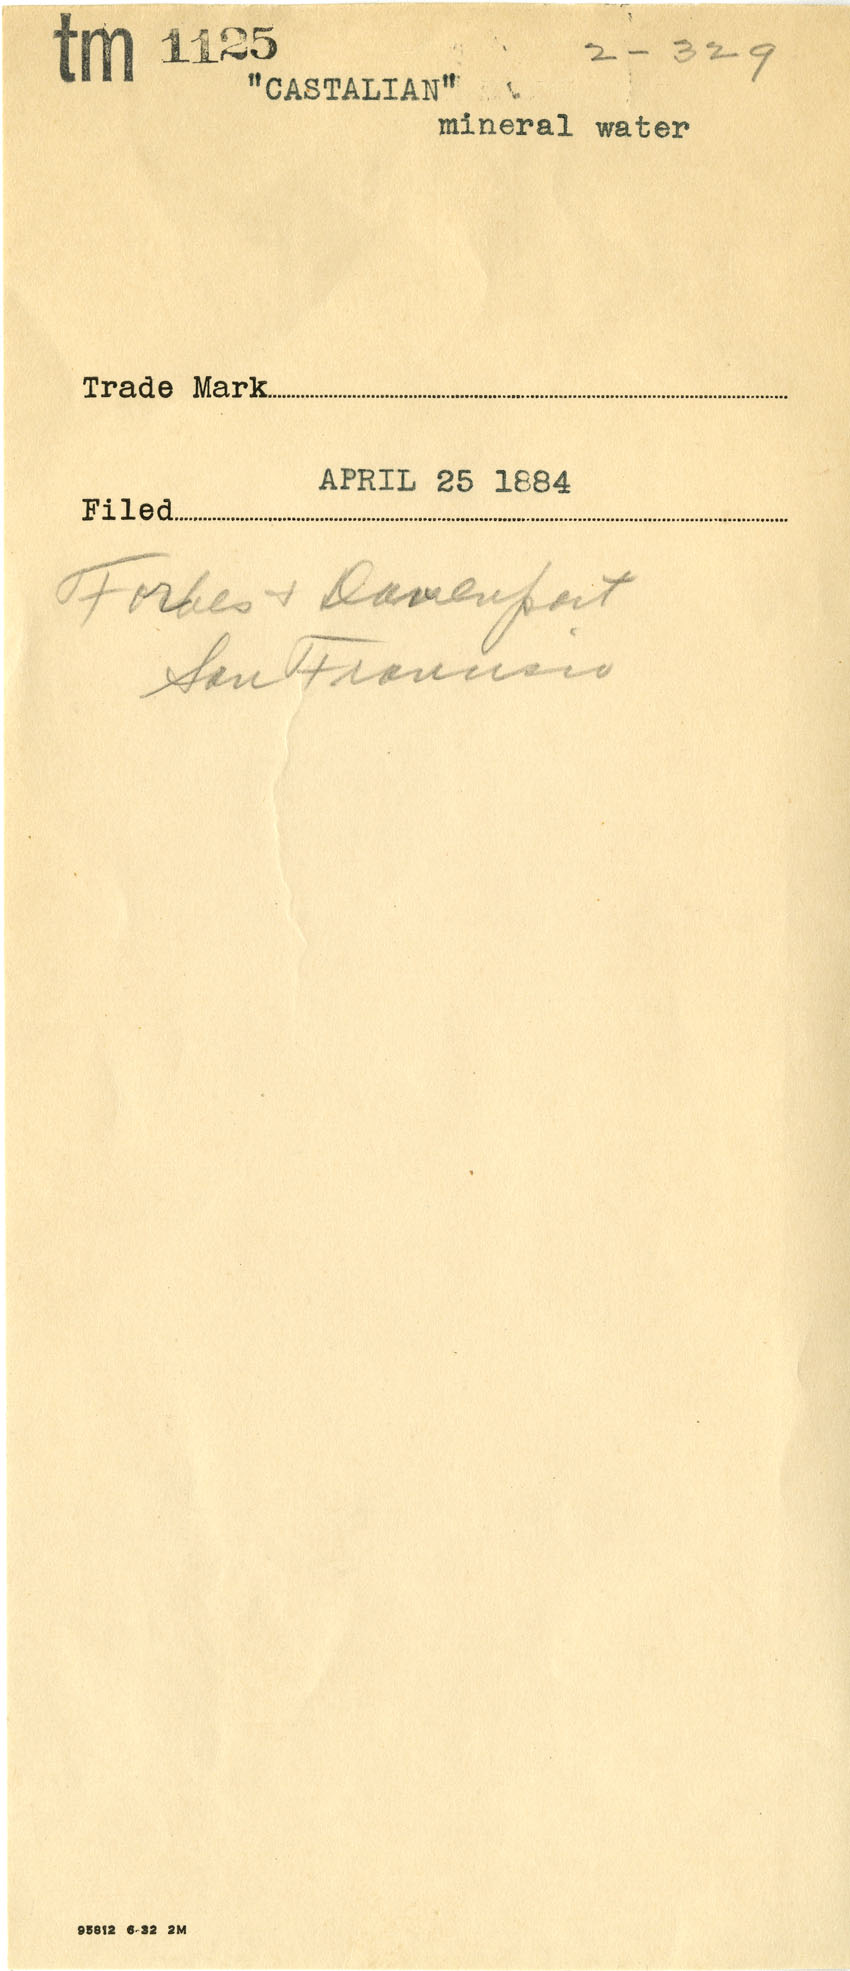 tm 1125 2-329
"CASTALIAN"
mineral water
Trade Mark
APRIL 25 1884
Filed
Forbes + Davenport
San Francisco
95812 6-32 2M